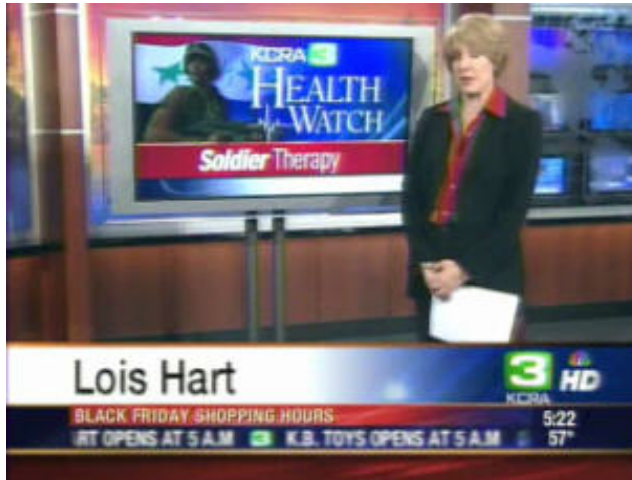 KCRA 3
HEALTH
WATCH
Soldier Therapy
Lois Hart
3 HD
KCRA
BLACK FRIDAY SHOPPING HOURS 5:22
RT OPENS AT 5 A.M 3 K.B. TOYS OPENS AT 5 A.M 57°